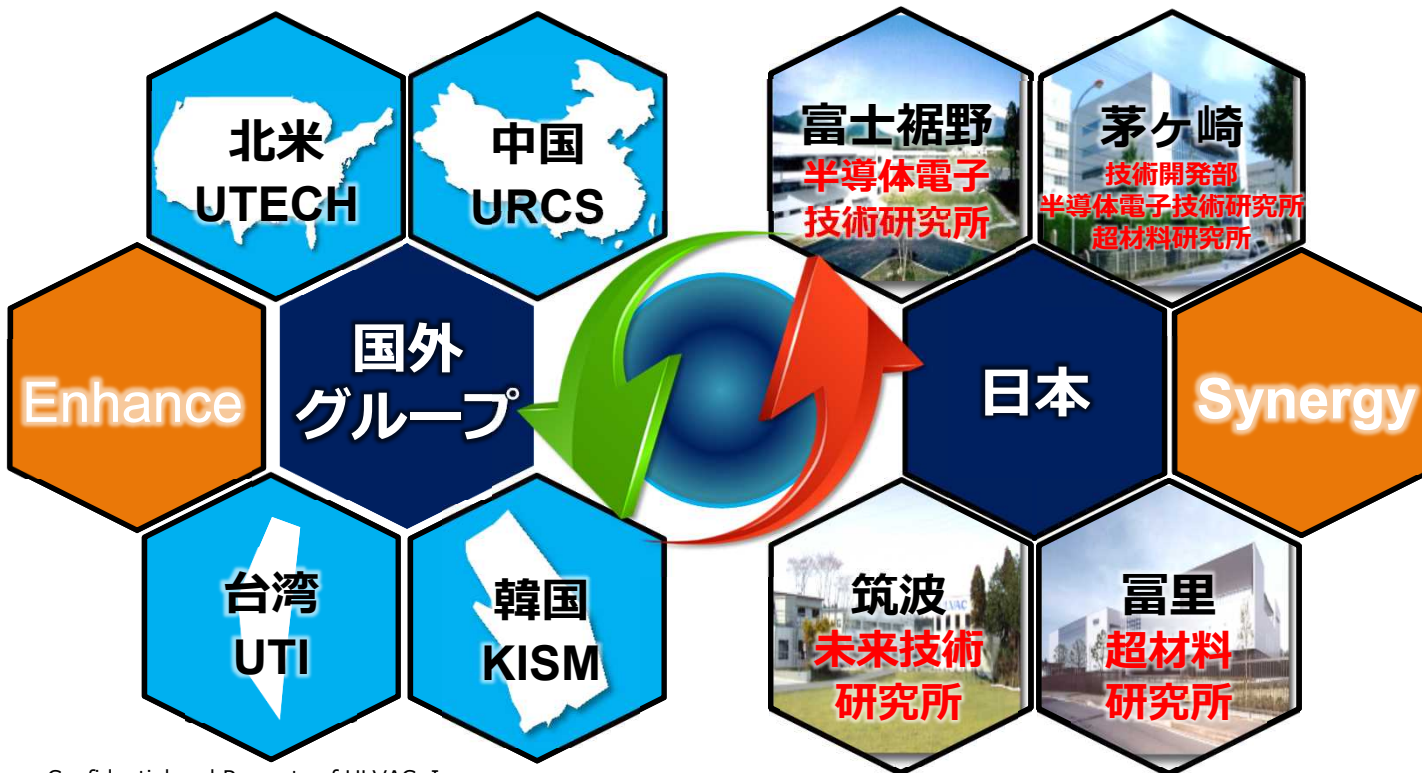 北米
UTECH
中国
URCS
富士裾野
半導体電子
技術研究所
茅ヶ崎
技術開発部
半導体電子技術研究所
超材料研究所
Enhance
国外
グループ
日本
Synergy
台湾
UTI
韓国
KISM
筑波
未来技術
研究所
冨里
超材料
研究所